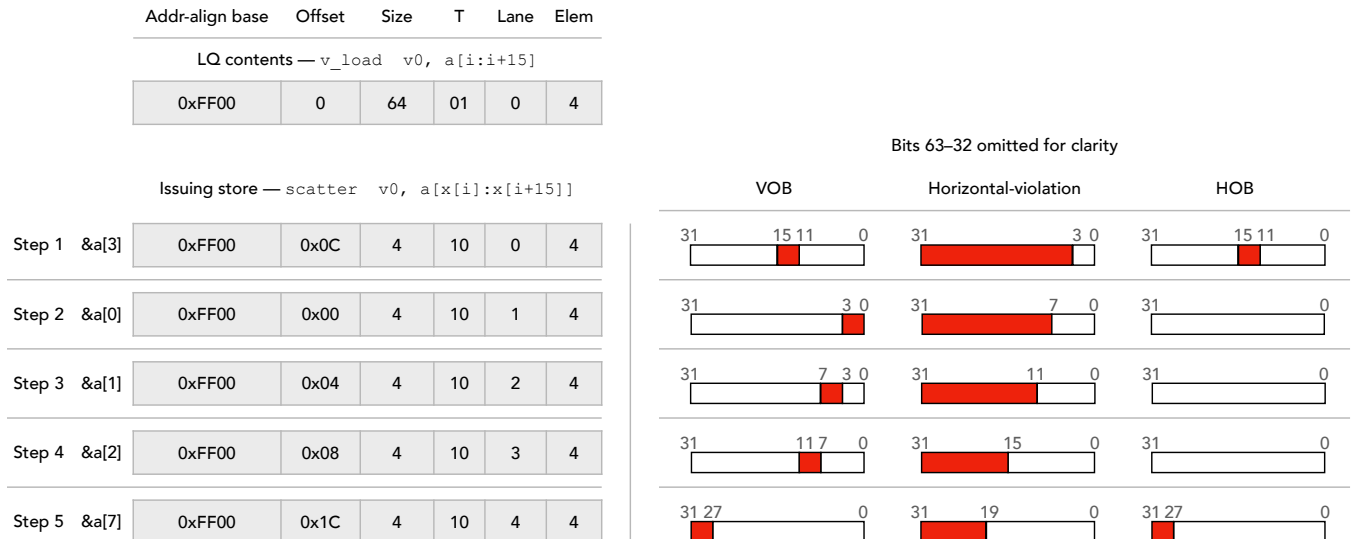 Addr-align base Offset Size T Lane Elem
LQ contents — v_load v0, a[i:i+15]
0xFF00 0 64 01 0 4
Bits 63–32 omitted for clarity
Issuing store — scatter v0, a[x[i]:x[i+15]]
VOB Horizontal-violation HOB
31 15 11 0 31 3 0 31 15 11 0
Step 1 &a[3] 0xFF00 0x0C 4 10 0 4
31 3 0 31 7 0 31 0
Step 2 &a[0] 0xFF00 0x00 4 10 1 4
31 7 3 0 31 11 0 31 0
Step 3 &a[1] 0xFF00 0x04 4 10 2 4
31 11 7 0 31 15 0 31 0
Step 4 &a[2] 0xFF00 0x08 4 10 3 4
31 27 0 31 19 0 31 27 0
Step 5 &a[7] 0xFF00 0x1C 4 10 4 4